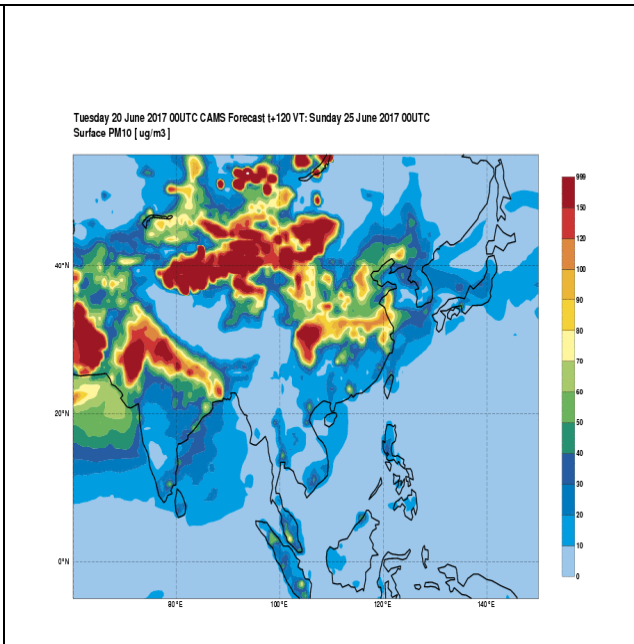 Tuesday 20 June 2017 00UTC CAMS Forecast t+120 VT: Sunday 25 June 2017 00UTC
Surface PM10 [ ug/m3 ]
999
150
120
100
90
80
70
60
50
40
30
20
10
0
40°N
20°N
0°N
80°E
100°E
120°E
140°E